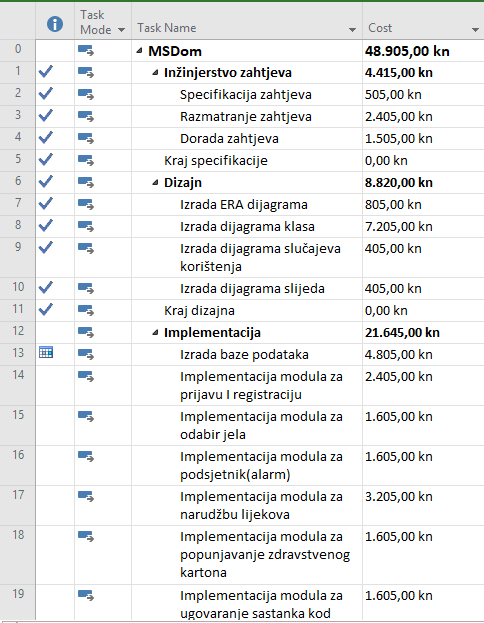 Task Mode Task Name Cost
0 MSDom 48.905,00 kn
1 Inžinjerstvo zahtjeva 4.415,00 kn
2 Specifikacija zahtjeva 505,00 kn
3 Razmatranje zahtjeva 2.405,00 kn
4 Dorada zahtjeva 1.505,00 kn
5 Kraj specifikacije 0,00 kn
6 Dizajn 8.820,00 kn
7 Izrada ERA dijagrama 805,00 kn
8 Izrada dijagrama klasa 7.205,00 kn
9 Izrada dijagrama slučajeva 405,00 kn
korištenja
10 Izrada dijagrama slijeda 405,00 kn
11 Kraj dizajna 0,00 kn
12 Implementacija 21.645,00 kn
13 Izrada baze podataka 4.805,00 kn
14 Implementacija modula za 2.405,00 kn
prijavu I registraciju
15 Implementacija modula za 1.605,00 kn
odabir jela
16 Implementacija modula za 1.605,00 kn
podsjetnik(alarm)
17 Implementacija modula za 3.205,00 kn
narudžbu lijekova
18 Implementacija modula za 1.605,00 kn
popunjavanje zdravstvenog
kartona
19 Implementacija modula za 1.605,00 kn
ugovaranje sastanka kod